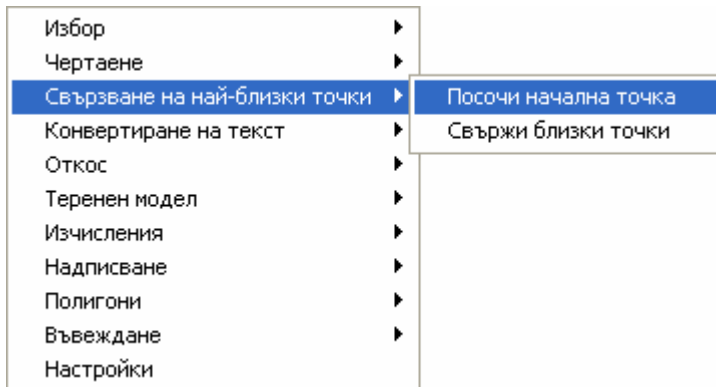 Избор
Чертаене
Свързване на най-близки точки
Посочи начална точка
Конвертиране на текст
Свържи близки точки
Откос
Теренен модел
Изчисления
Надписване
Полигони
Въвеждане
Настройки